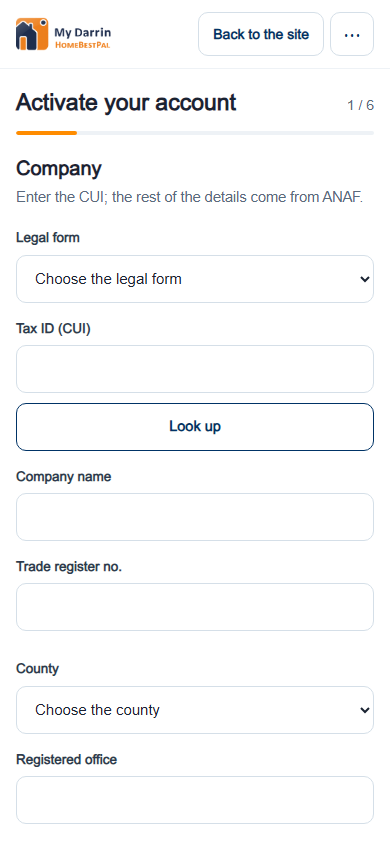 My Darrin
HomeBestPal
Back to the site
...
Activate your account
1 / 6
Company
Enter the CUI; the rest of the details come from ANAF.
Legal form
Choose the legal form
Tax ID (CUI)
Look up
Company name
Trade register no.
County
Choose the county
Registered office